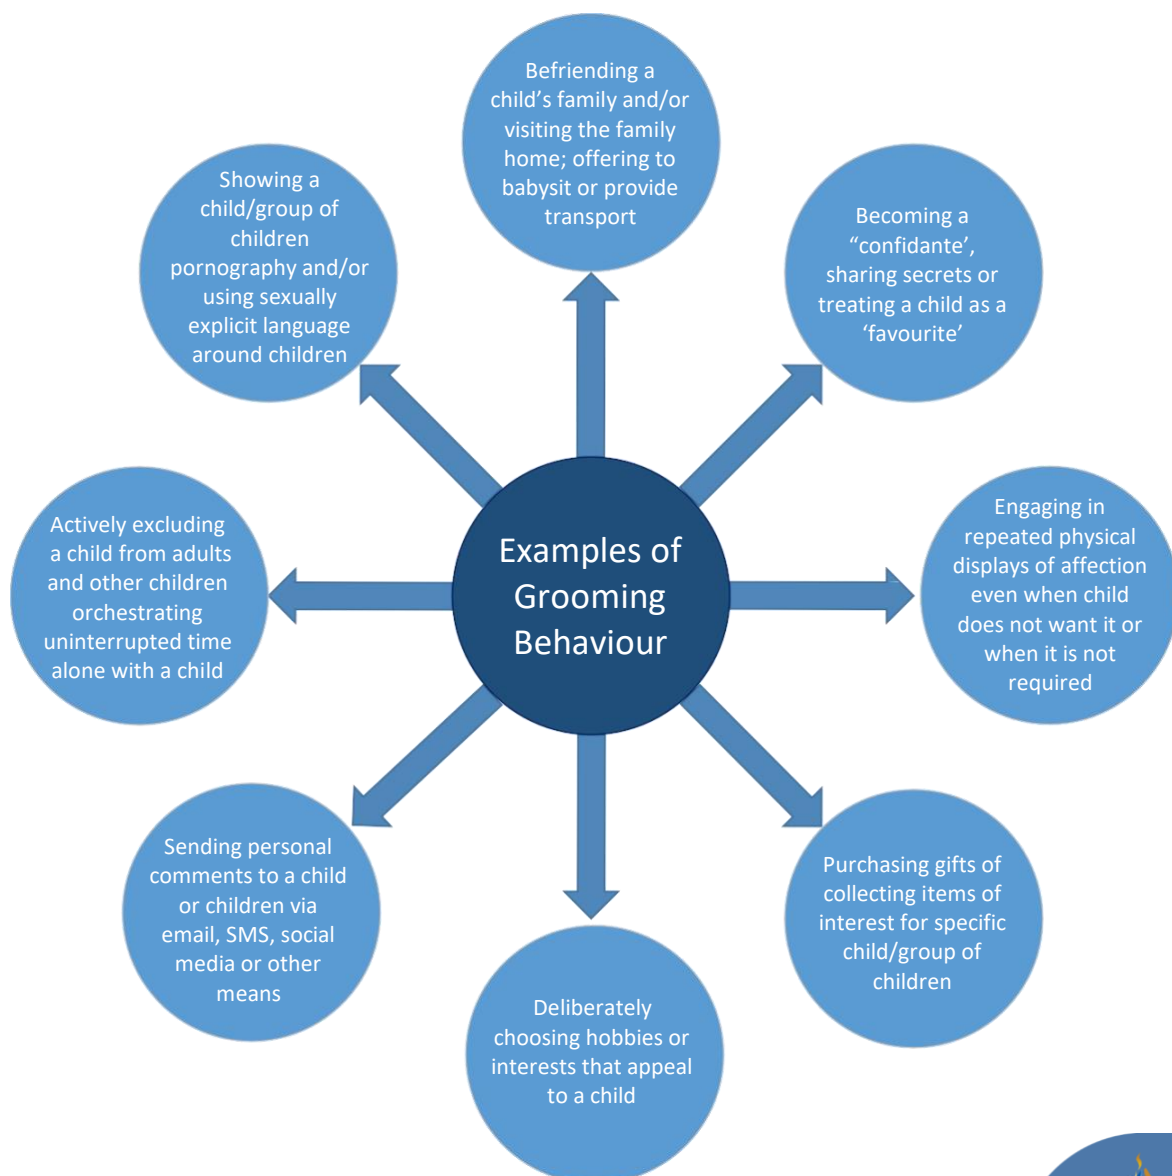 Befriending a
child’s family and/or
visiting the family
home; offering to
babysit or provide
transport
Becoming a
“confidante’,
sharing secrets or
treating a child as a
‘favourite’
Engaging in
repeated physical
displays of affection
even when child
does not want it or
when it is not
required
Purchasing gifts of
collecting items of
interest for specific
child/group of
children
Deliberately
choosing hobbies or
interests that appeal
to a child
Sending personal
comments to a child
or children via
email, SMS, social
media or other
means
Actively excluding
a child from adults
and other children
orchestrating
uninterrupted time
alone with a child
Showing a
child/group of
children
pornography and/or
using sexually
explicit language
around children
Examples of
Grooming
Behaviour